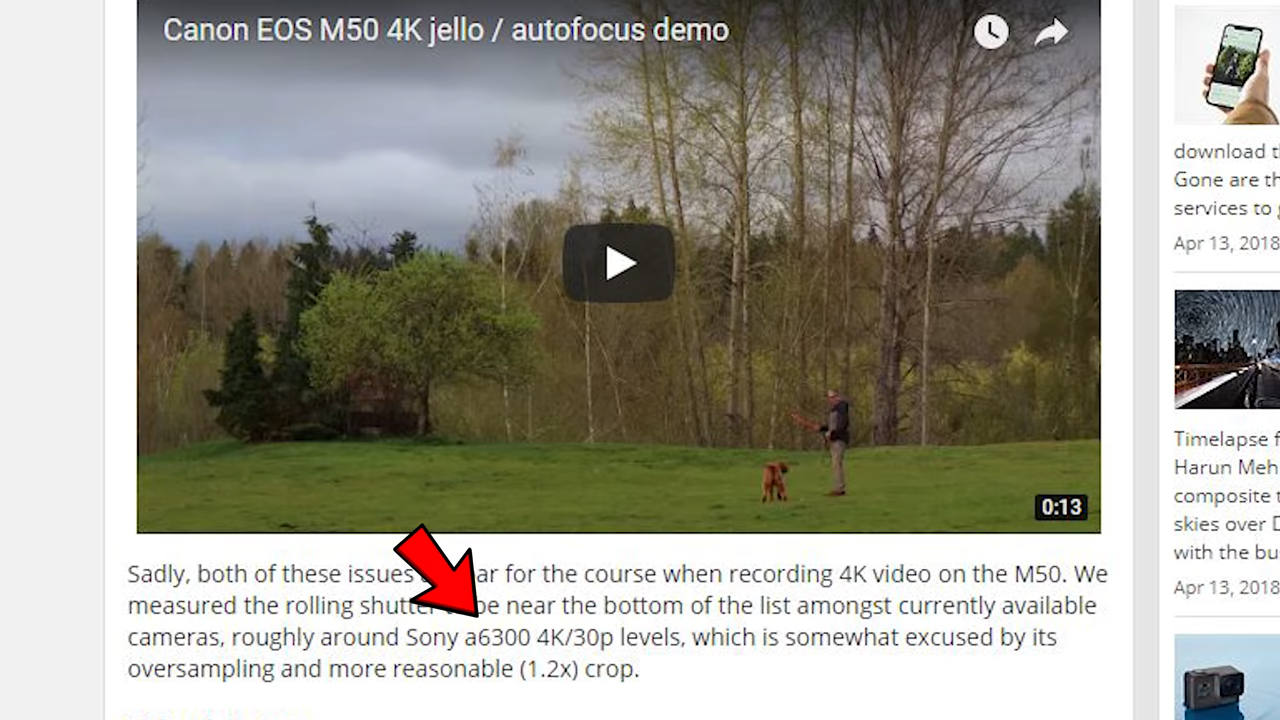 Canon EOS M50 4K jello / autofocus demo
0:13
Sadly, both of these issues for the course when recording 4K video on the M50. We
measured the rolling shutter be near the bottom of the list amongst currently available
cameras, roughly around Sony a6300 4K/30p levels, which is somewhat excused by its
oversampling and more reasonable (1.2x) crop.
download
Gone are
services to
Apr 13, 2018
Timelapse
Harun
composite
skies over
with the
Apr 13, 2018